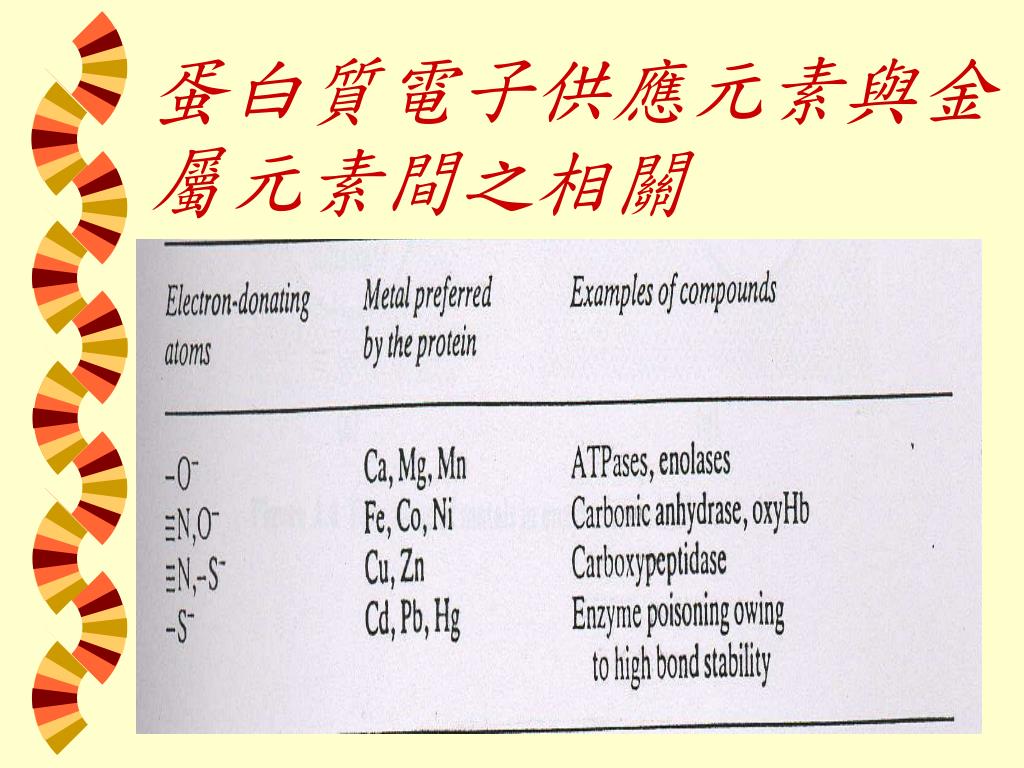 蛋白質電子供應元素與金
屬元素間之相關
Electron-donating Metal preferred Examples of compounds
atoms by the protein
–O⁻ Ca, Mg, Mn ATPases, enolases
≡N,O⁻ Fe, Co, Ni Carbonic anhydrase, oxyHb
≡N,–S⁻ Cu, Zn Carboxypeptidase
–S⁻ Cd, Pb, Hg Enzyme poisoning owing
to high bond stability